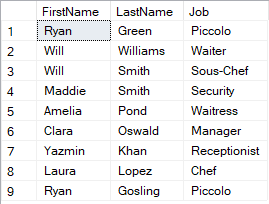 FirstName LastName Job
1 Ryan Green Piccolo
2 Will Williams Waiter
3 Will Smith Sous-Chef
4 Maddie Smith Security
5 Amelia Pond Waitress
6 Clara Oswald Manager
7 Yazmin Khan Receptionist
8 Laura Lopez Chef
9 Ryan Gosling Piccolo